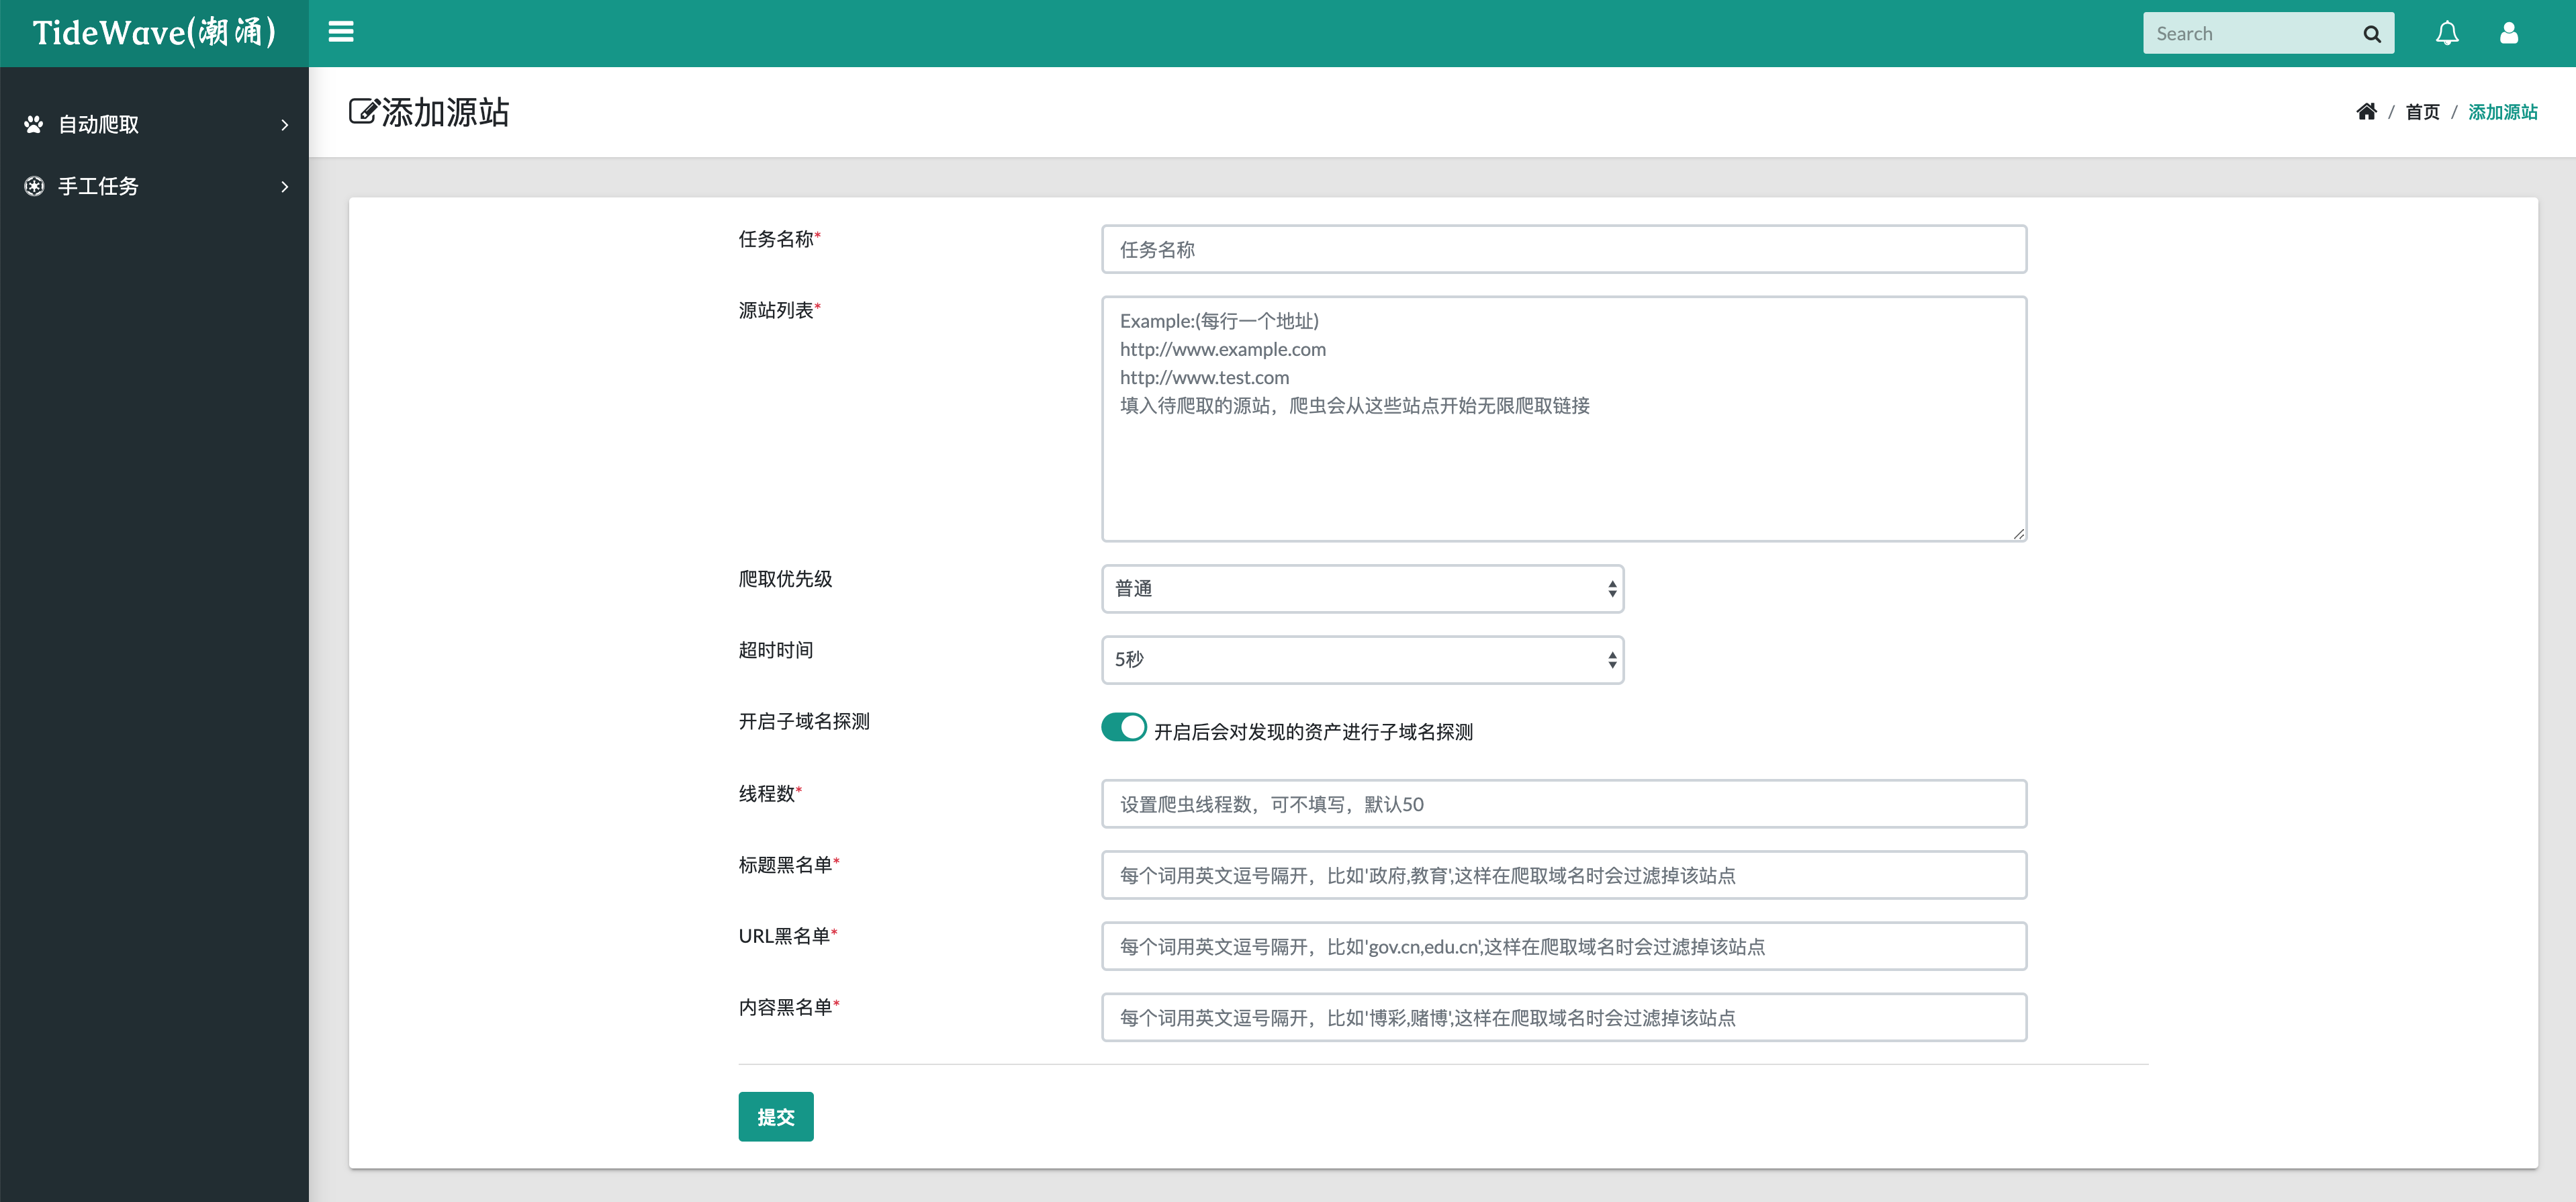 TideWave(潮涌)
Search
自动爬取
手工任务
添加源站
/ 首页 / 添加源站
任务名称*
任务名称
源站列表*
Example:(每行一个地址)
http://www.example.com
http://www.test.com
填入待爬取的源站，爬虫会从这些站点开始无限爬取链接
爬取优先级
普通
超时时间
5秒
开启子域名探测
开启后会对发现的资产进行子域名探测
线程数*
设置爬虫线程数，可不填写，默认50
标题黑名单*
每个词用英文逗号隔开，比如'政府,教育',这样在爬取域名时会过滤掉该站点
URL黑名单*
每个词用英文逗号隔开，比如'gov.cn,edu.cn',这样在爬取域名时会过滤掉该站点
内容黑名单*
每个词用英文逗号隔开，比如'博彩,赌博',这样在爬取域名时会过滤掉该站点
提交